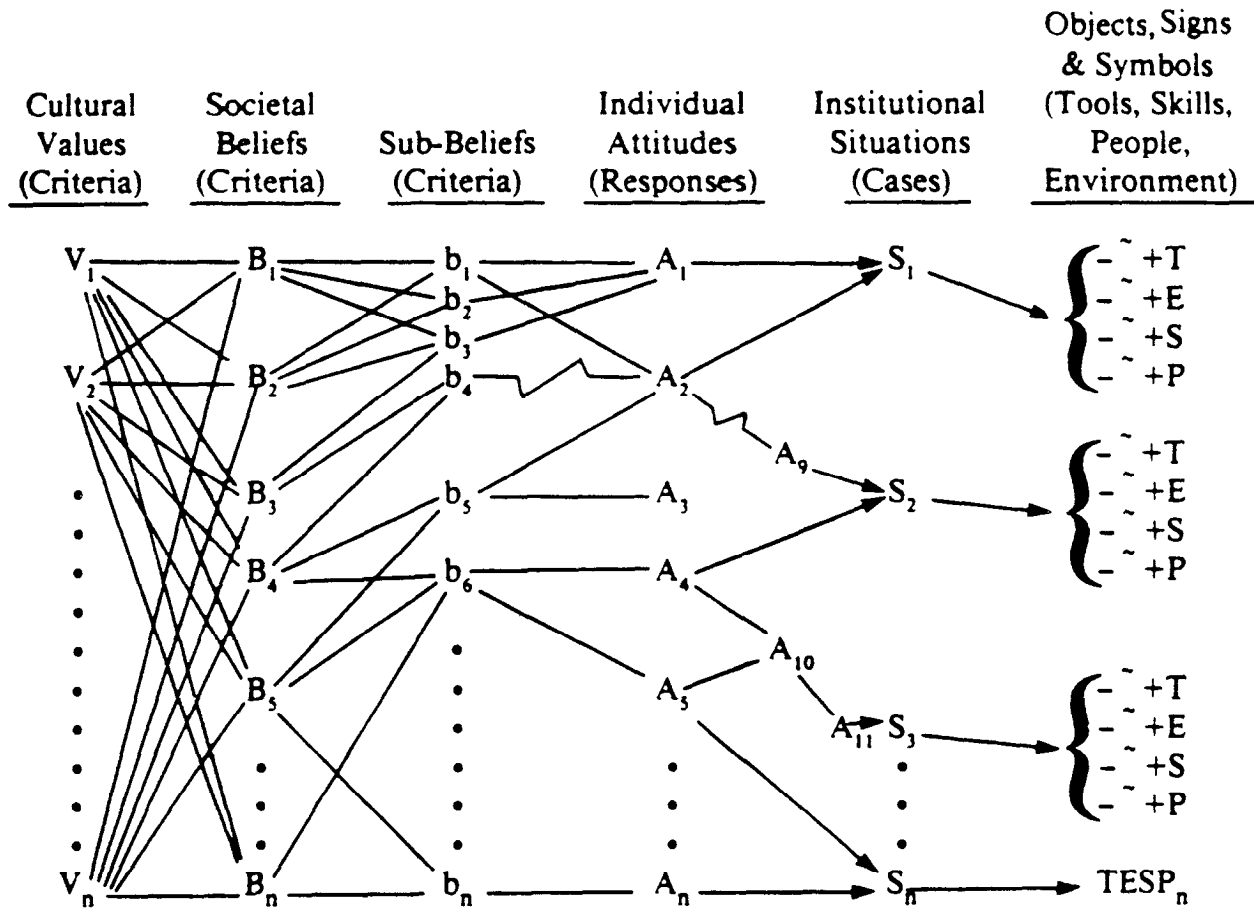 Objects, Signs
& Symbols
Cultural Societal Individual Institutional (Tools, Skills,
Values Beliefs Sub-Beliefs Attitudes Situations People,
(Criteria) (Criteria) (Criteria) (Responses) (Cases) Environment)
V₁ B₁ b₁ A₁ S₁ - ~ +T
b₂ - ~ +E
b₃ - ~ +S
V₂ B₂ b₄ A₂ - ~ +P
A₉ - ~ +T
B₃ b₅ A₃ S₂ - ~ +E
- ~ +S
B₄ b₆ A₄ - ~ +P
A₁₀
B₅ A₅ - ~ +T
A₁₁ S₃ - ~ +E
- ~ +S
- ~ +P
Vₙ Bₙ bₙ Aₙ Sₙ TESPₙ